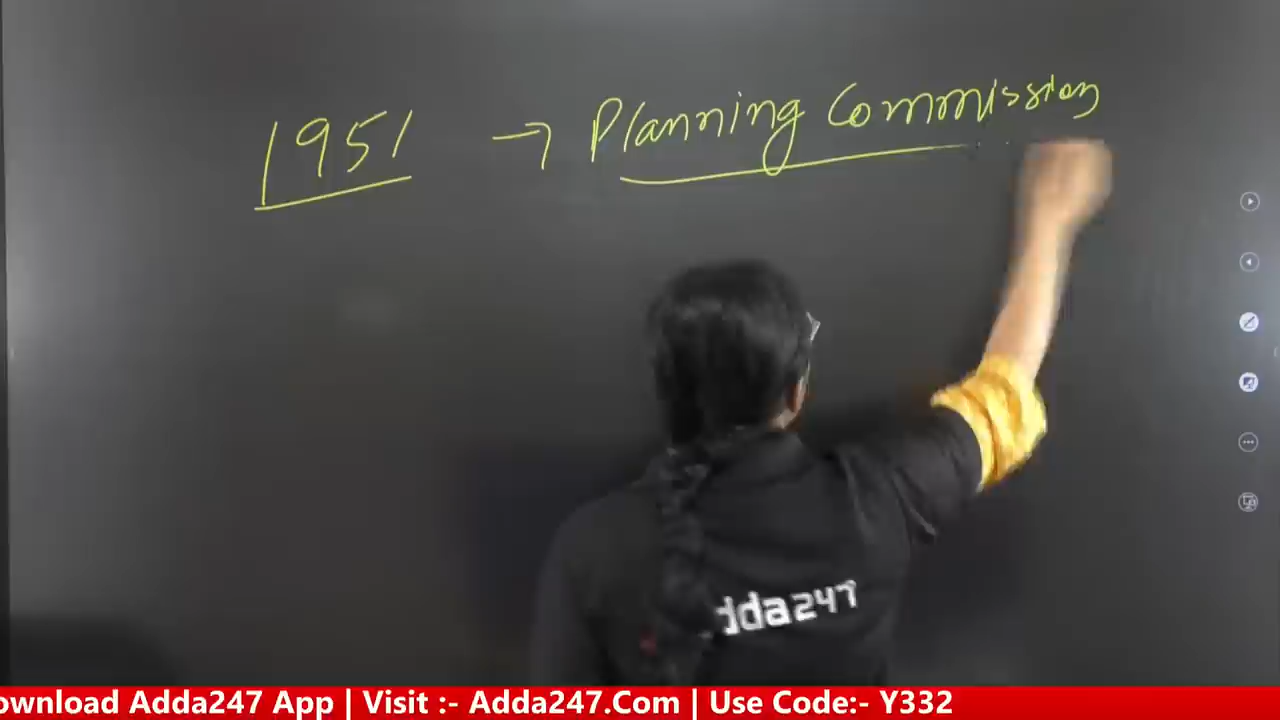 1951 → Planning Commission
dda247
ownload Adda247 App | Visit :- Adda247.Com | Use Code:- Y332